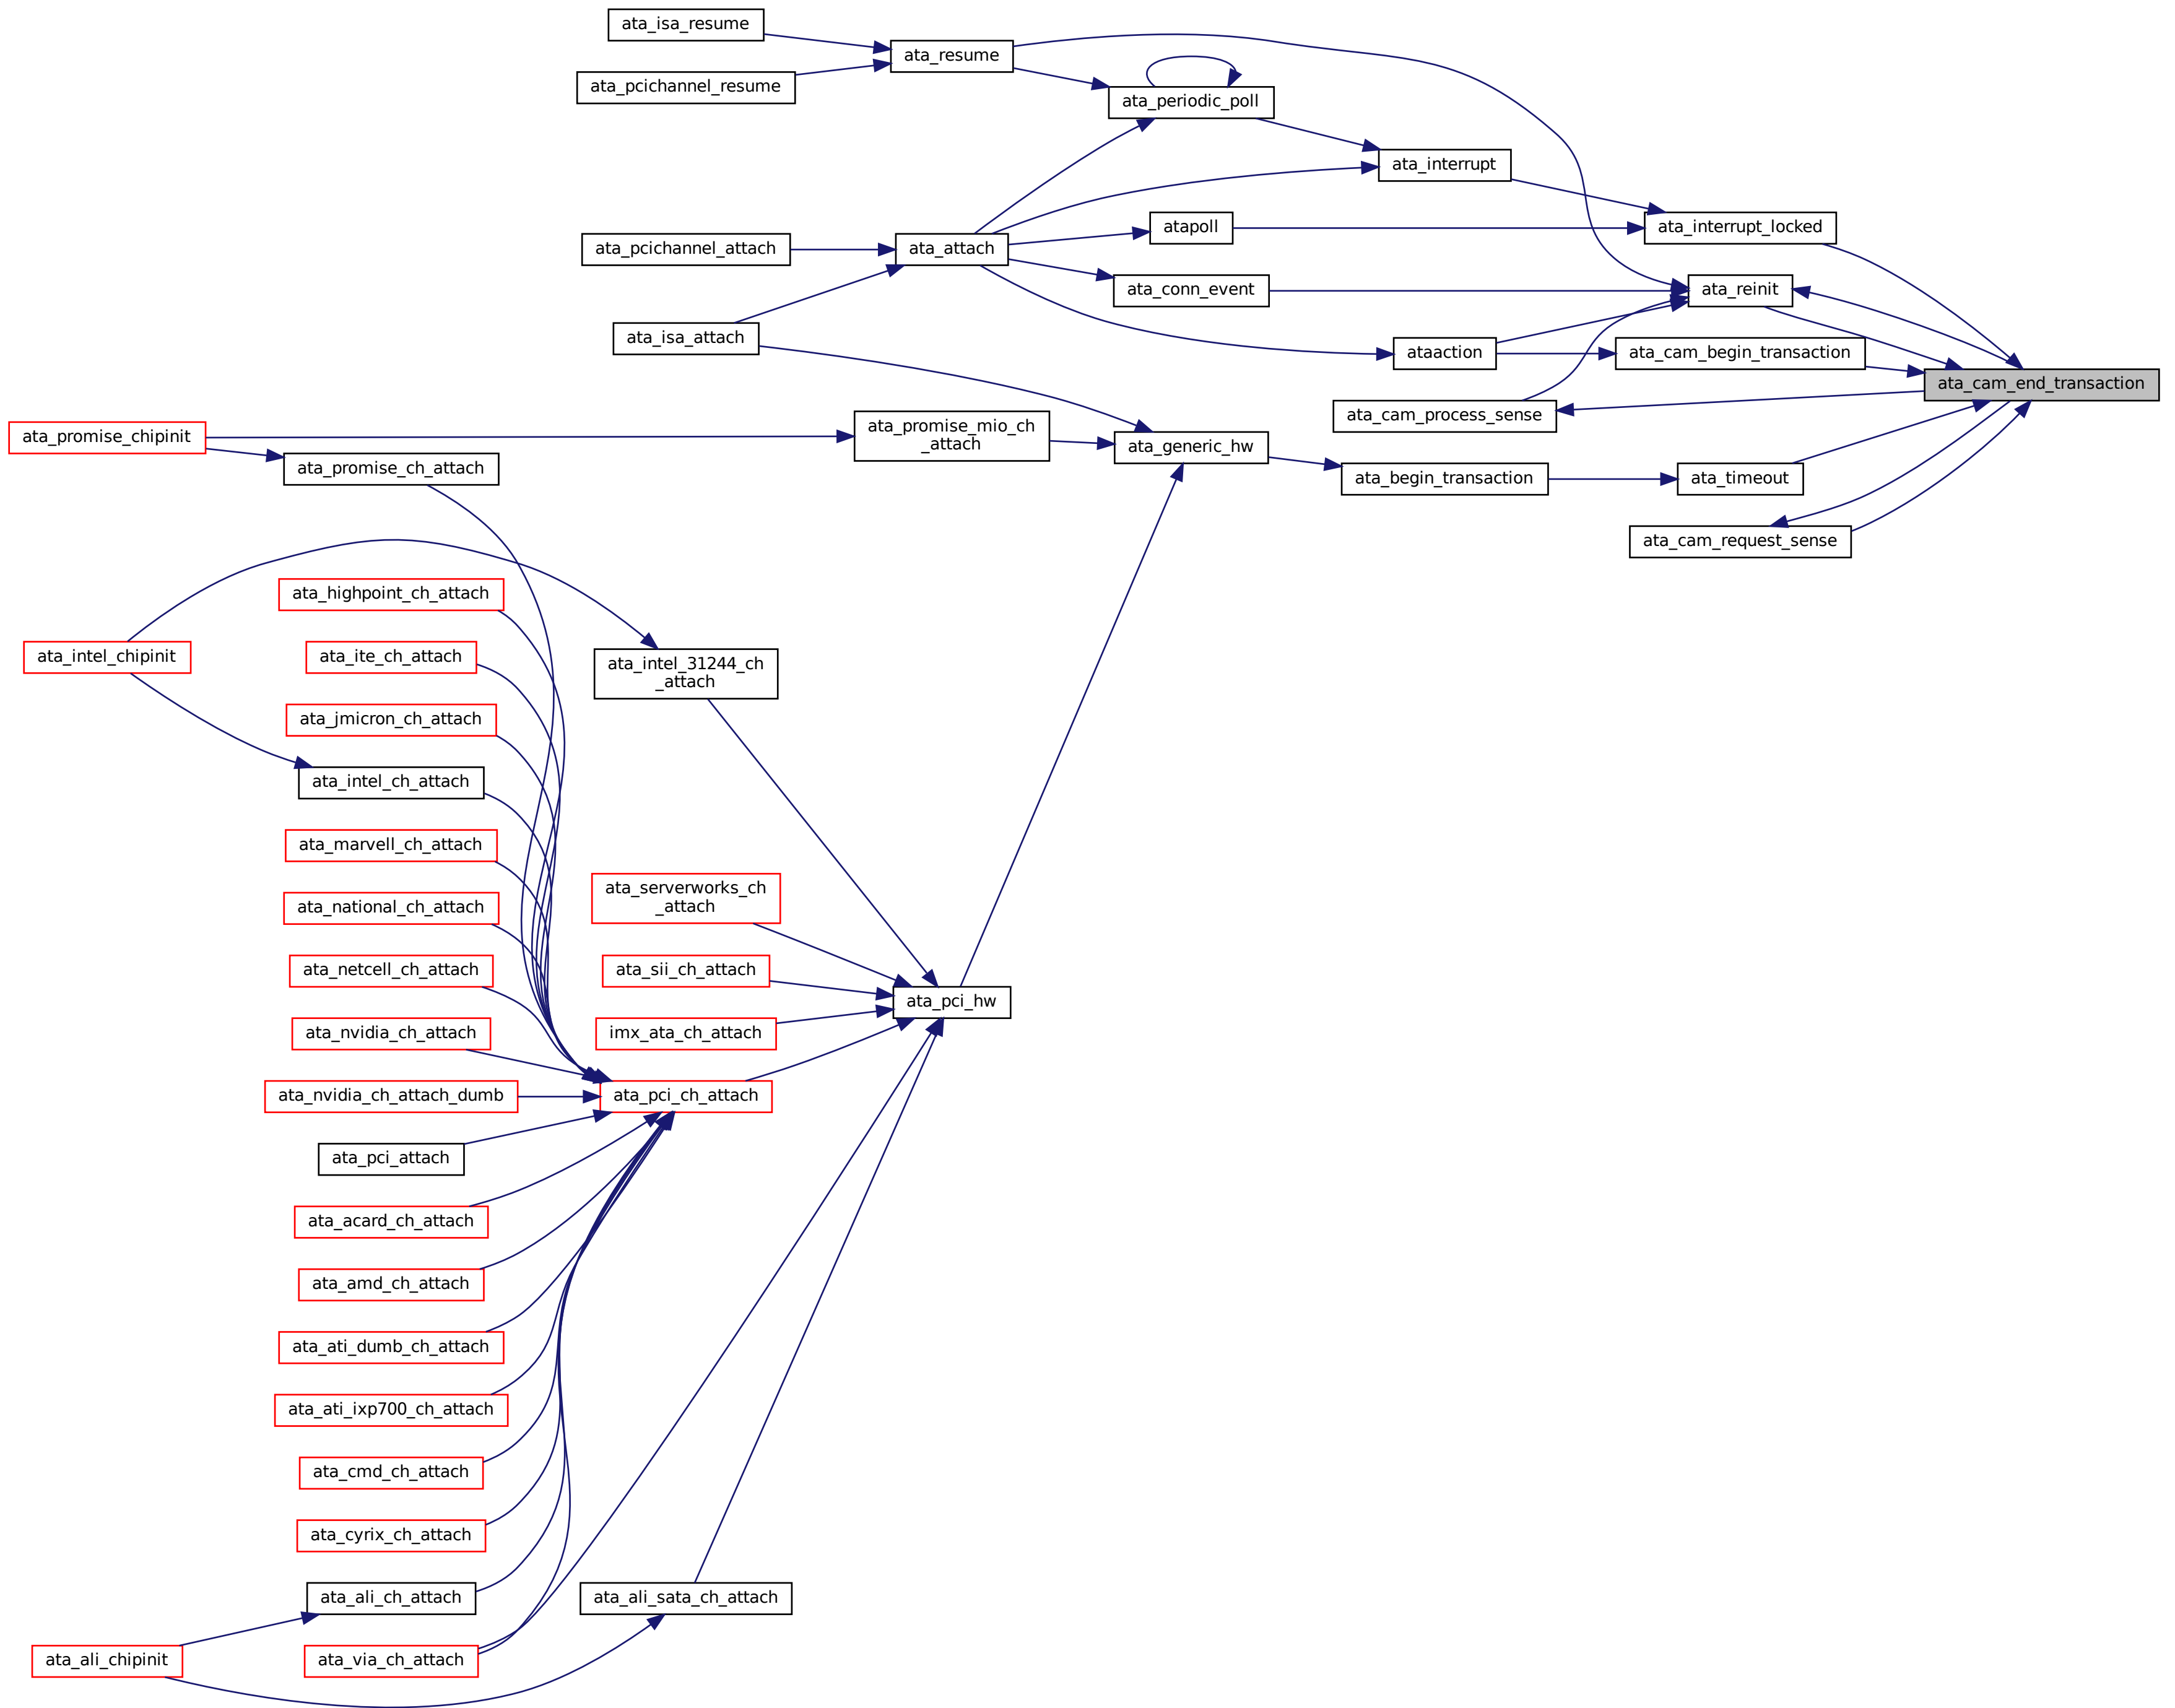 ata_isa_resume
ata_resume
ata_pcichannel_resume
ata_periodic_poll
ata_interrupt
atapoll
ata_interrupt_locked
ata_pcichannel_attach
ata_attach
ata_conn_event
ata_reinit
ata_isa_attach
ataaction
ata_cam_begin_transaction
ata_cam_end_transaction
ata_cam_process_sense
ata_promise_chipinit
ata_promise_mio_ch
_attach
ata_generic_hw
ata_promise_ch_attach
ata_begin_transaction
ata_timeout
ata_cam_request_sense
ata_highpoint_ch_attach
ata_intel_chipinit
ata_ite_ch_attach
ata_intel_31244_ch
_attach
ata_jmicron_ch_attach
ata_intel_ch_attach
ata_marvell_ch_attach
ata_national_ch_attach
ata_serverworks_ch
_attach
ata_netcell_ch_attach
ata_sii_ch_attach
ata_pci_hw
ata_nvidia_ch_attach
imx_ata_ch_attach
ata_nvidia_ch_attach_dumb
ata_pci_ch_attach
ata_pci_attach
ata_acard_ch_attach
ata_amd_ch_attach
ata_ati_dumb_ch_attach
ata_ati_ixp700_ch_attach
ata_cmd_ch_attach
ata_cyrix_ch_attach
ata_ali_ch_attach
ata_ali_sata_ch_attach
ata_ali_chipinit
ata_via_ch_attach